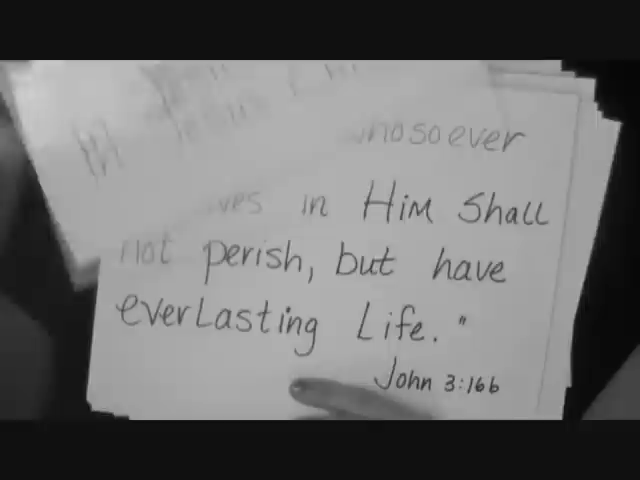 whosoever
in Him Shall
not perish, but have
everLasting Life."
John 3:16b